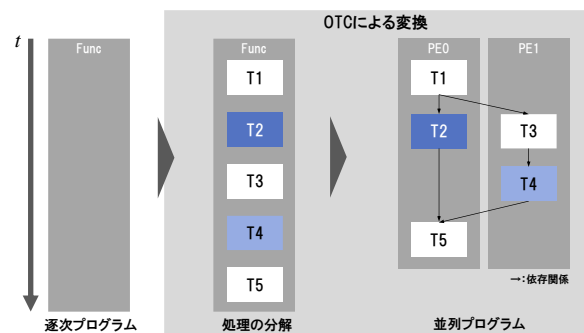 OTCによる変換
t
Func
Func
PE0
PE1
T1
T2
T3
T4
T5
T1
T2
T3
T4
T5
→:依存関係
逐次プログラム
処理の分解
並列プログラム